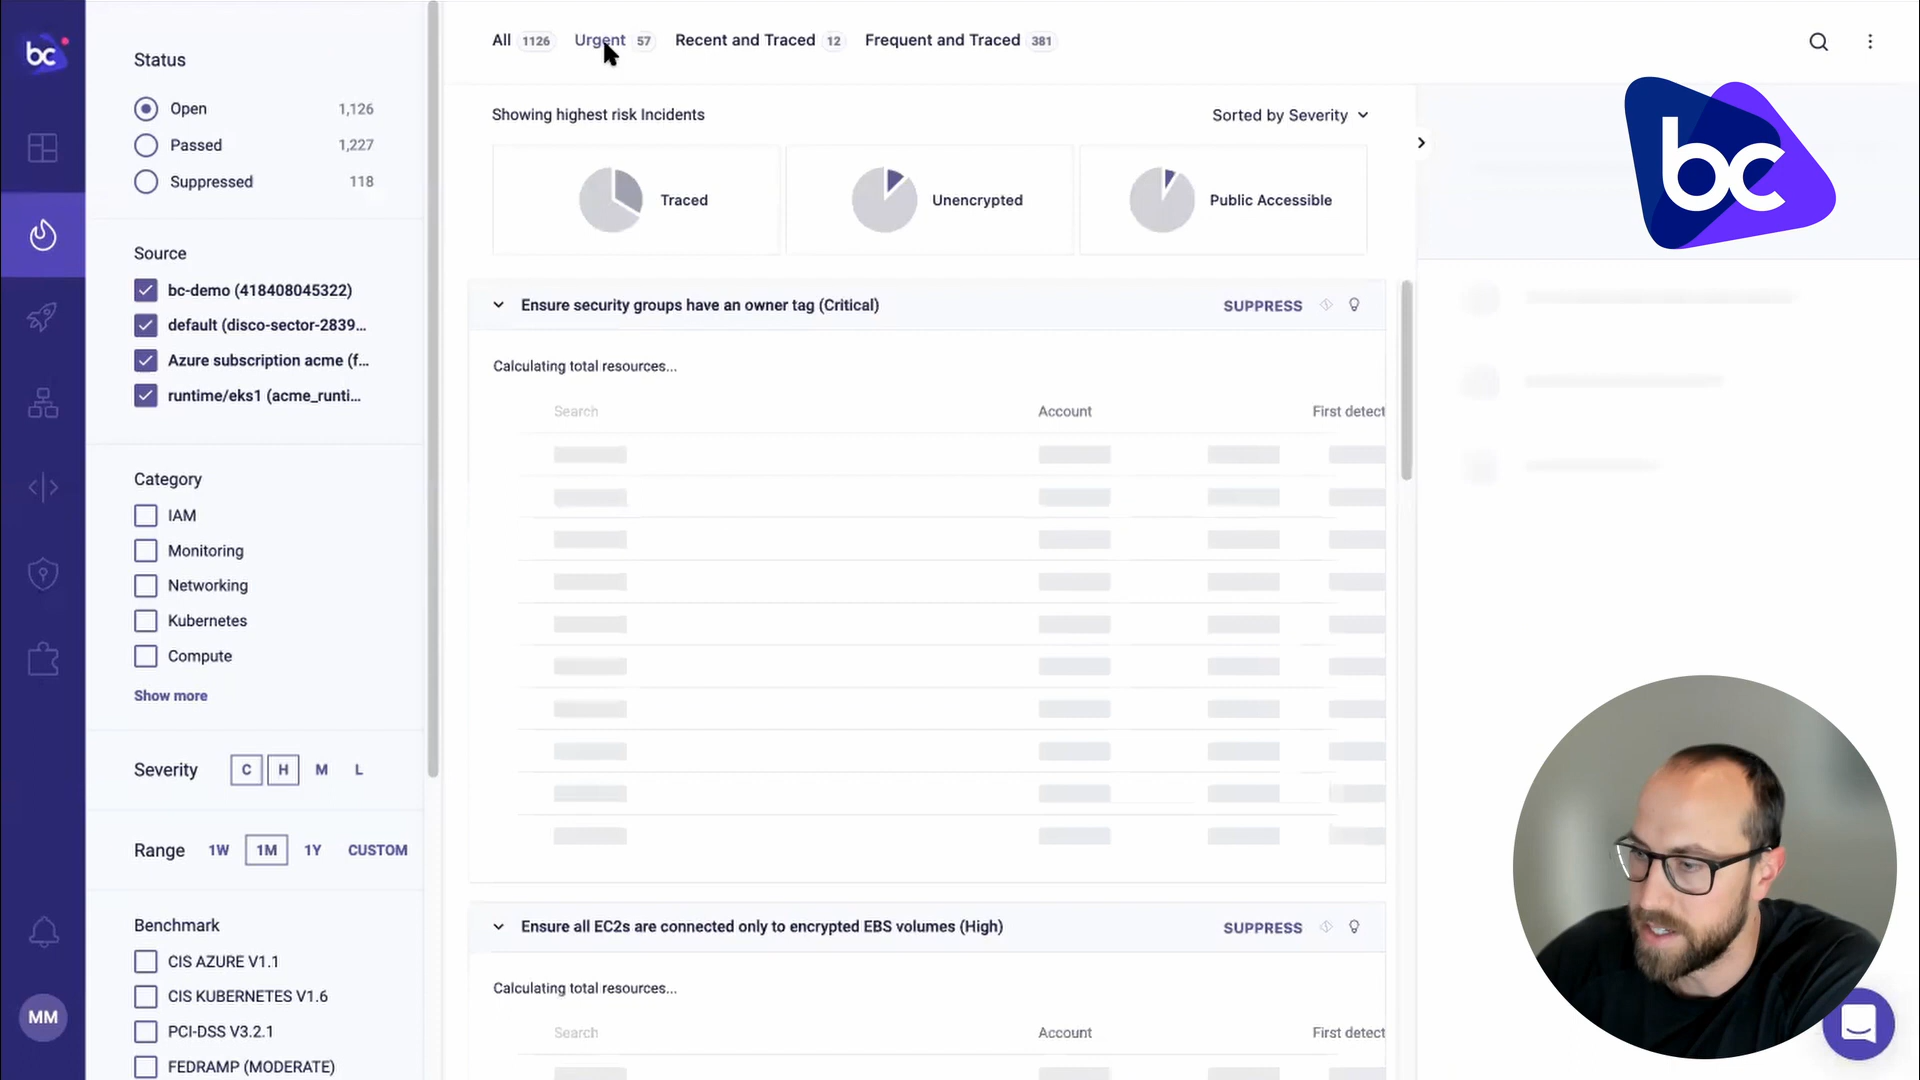 bc
Status
Open 1,126
Passed 1,227
Suppressed 118
Source
bc-demo (418408045322)
default (disco-sector-2839...
Azure subscription acme (f...
runtime/eks1 (acme_runti...
Category
IAM
Monitoring
Networking
Kubernetes
Compute
Show more
Severity C H M L
Range 1W 1M 1Y CUSTOM
Benchmark
CIS AZURE V1.1
CIS KUBERNETES V1.6
PCI-DSS V3.2.1
FEDRAMP (MODERATE)
MM
All 1126 Urgent 57 Recent and Traced 12 Frequent and Traced 381
Showing highest risk Incidents
Sorted by Severity
Traced
Unencrypted
Public Accessible
Ensure security groups have an owner tag (Critical)
SUPPRESS
Calculating total resources...
Search Account First detect
Ensure all EC2s are connected only to encrypted EBS volumes (High)
SUPPRESS
Calculating total resources...
Search Account First detect
bc